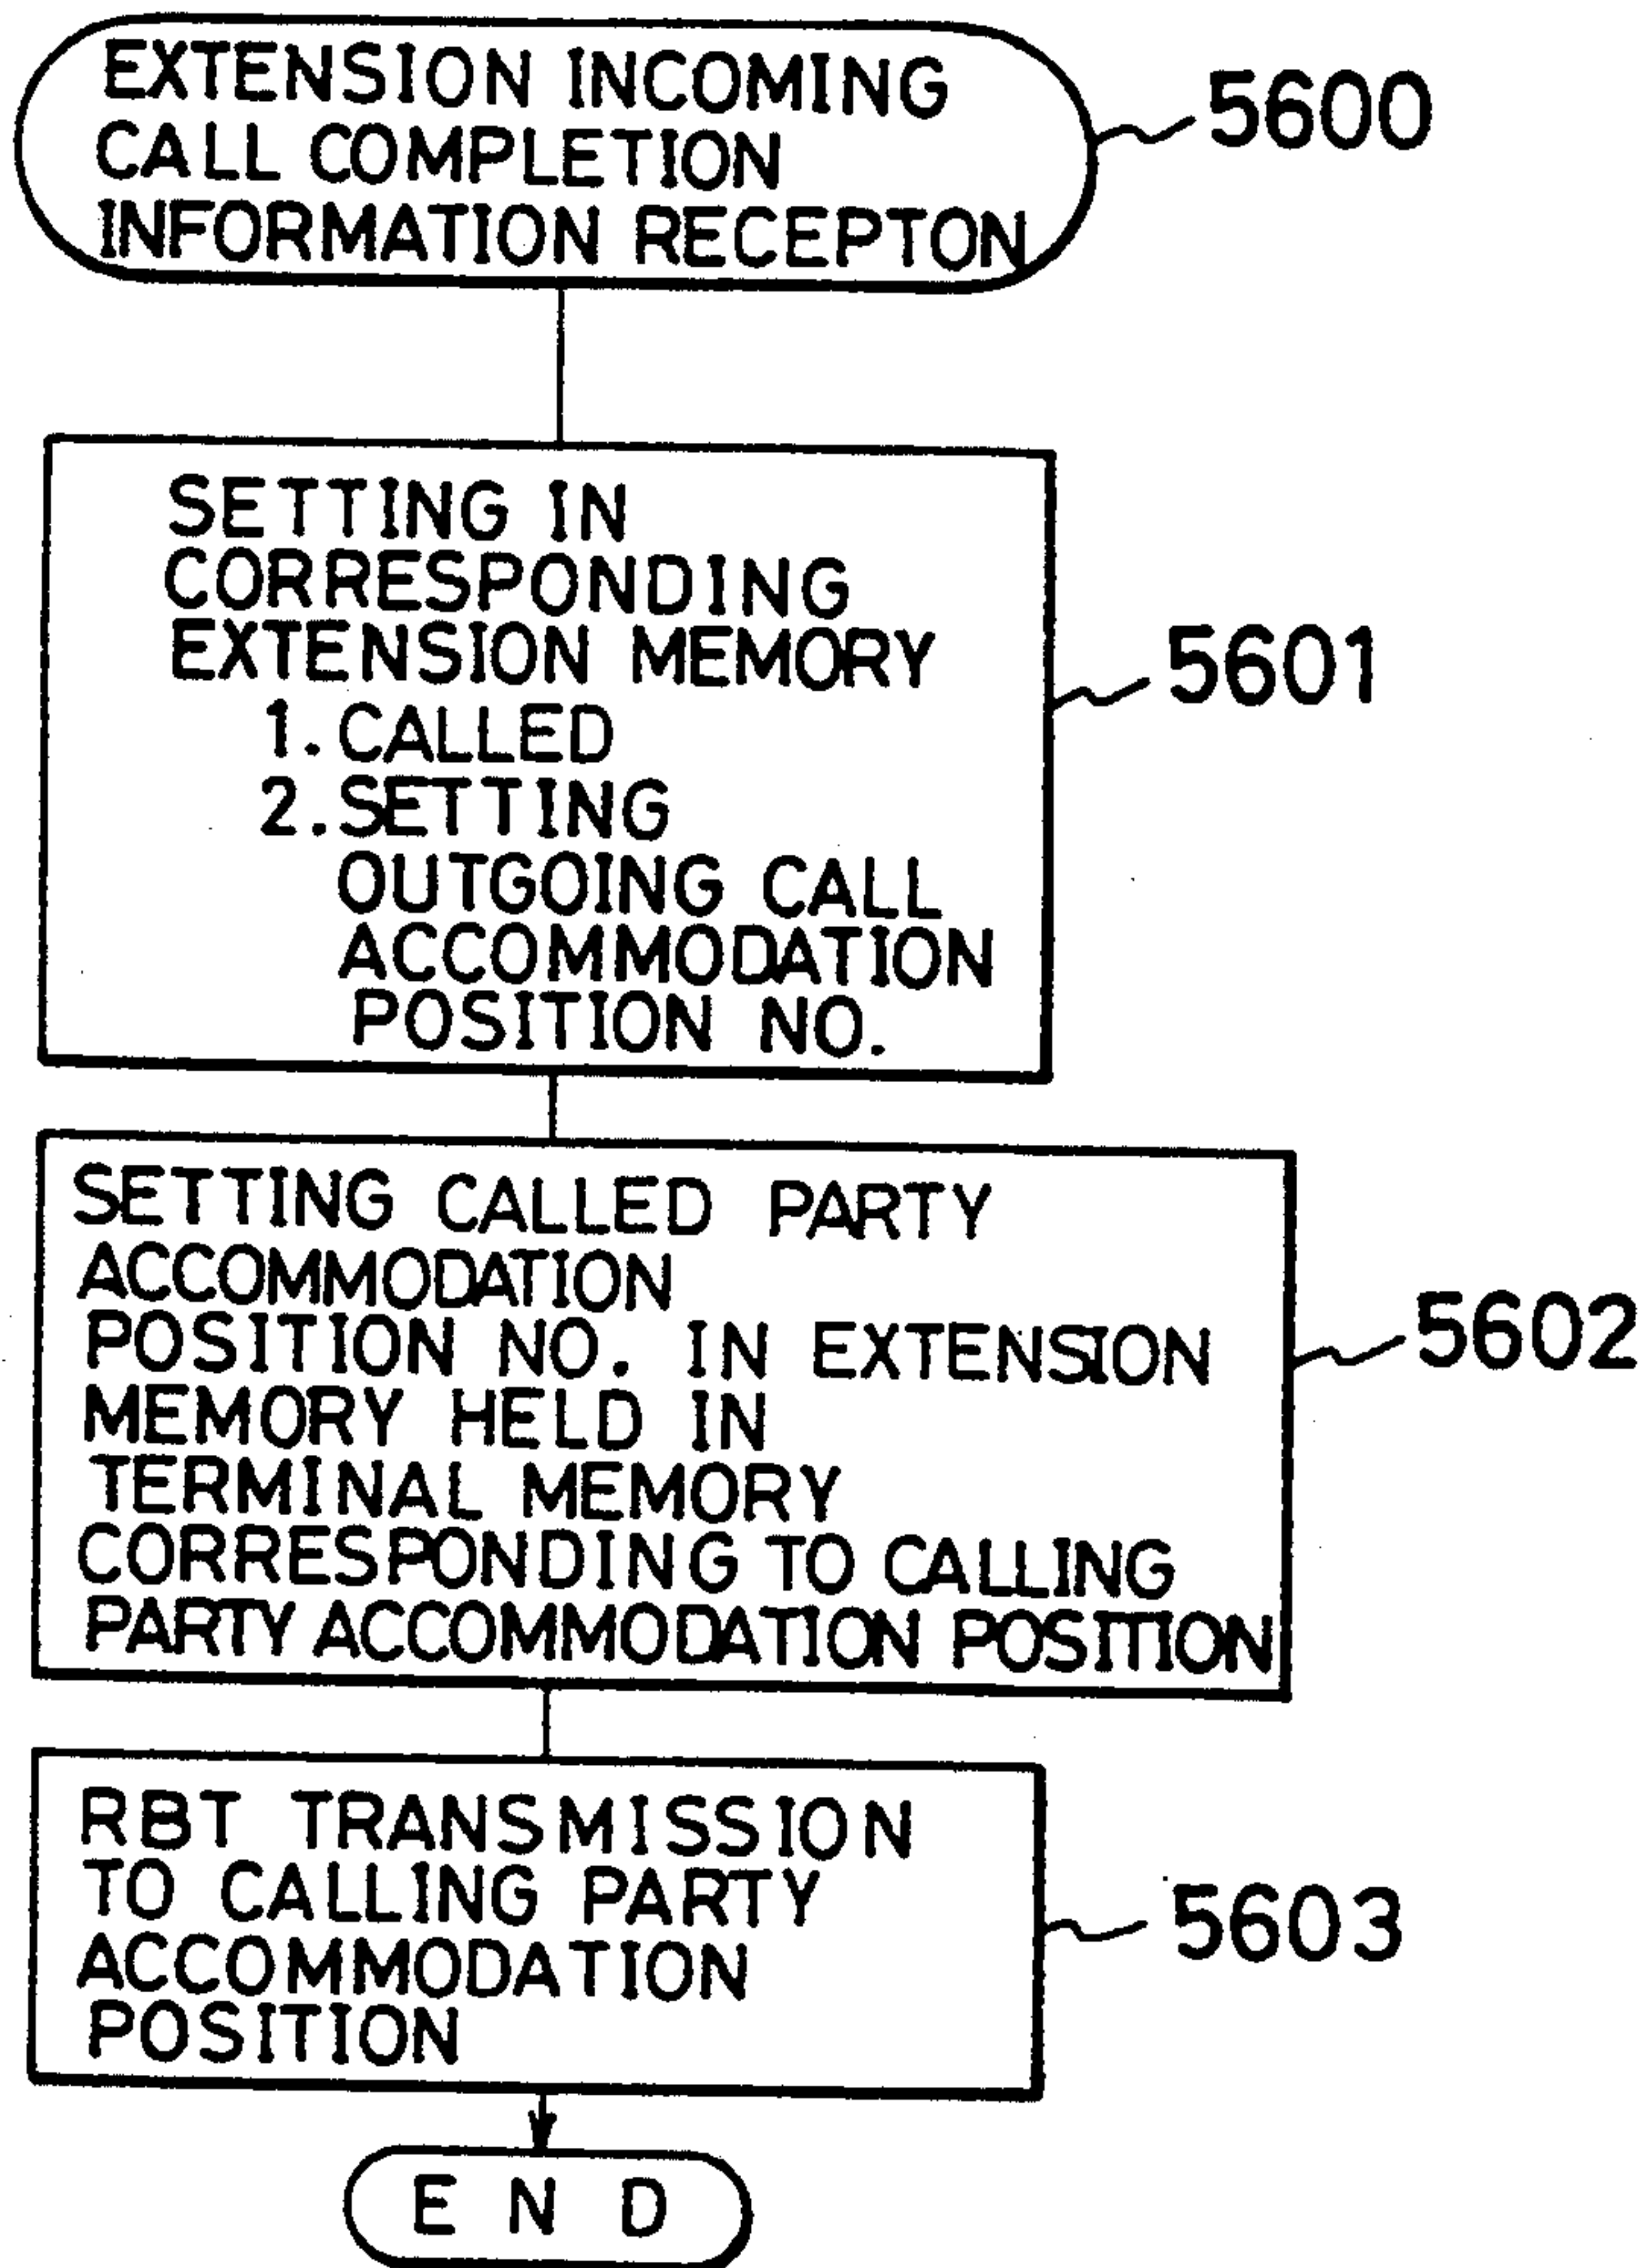 EXTENSION INCOMING
CALL COMPLETION
INFORMATION RECEPTON
5600
SETTING IN
CORRESPONDING
EXTENSION MEMORY
1. CALLED
2. SETTING
OUTGOING CALL
ACCOMMODATION
POSITION NO.
5601
SETTING CALLED PARTY
ACCOMMODATION
POSITION NO. IN EXTENSION
MEMORY HELD IN
TERMINAL MEMORY
CORRESPONDING TO CALLING
PARTY ACCOMMODATION POSITION
5602
RBT TRANSMISSION
TO CALLING PARTY
ACCOMMODATION
POSITION
5603
END